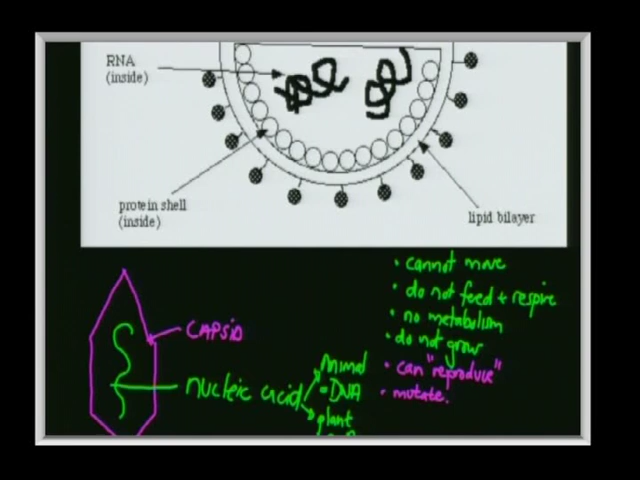 RNA
(inside)
protein shell
(inside)
lipid bilayer
CAPSID
nucleic acid
Animal
• DNA
plant
• cannot move
• do not feed + respire
• no metabolism
• do not grow
• can "reproduce"
• mutate.